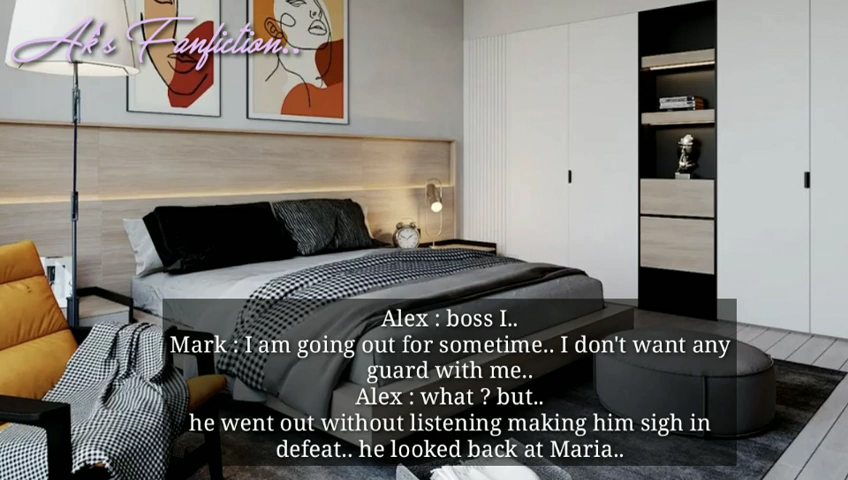 Ak's Fanfiction..
Alex : boss I..
Mark : I am going out for sometime.. I don't want any
guard with me..
Alex : what ? but..
he went out without listening making him sigh in
defeat.. he looked back at Maria..